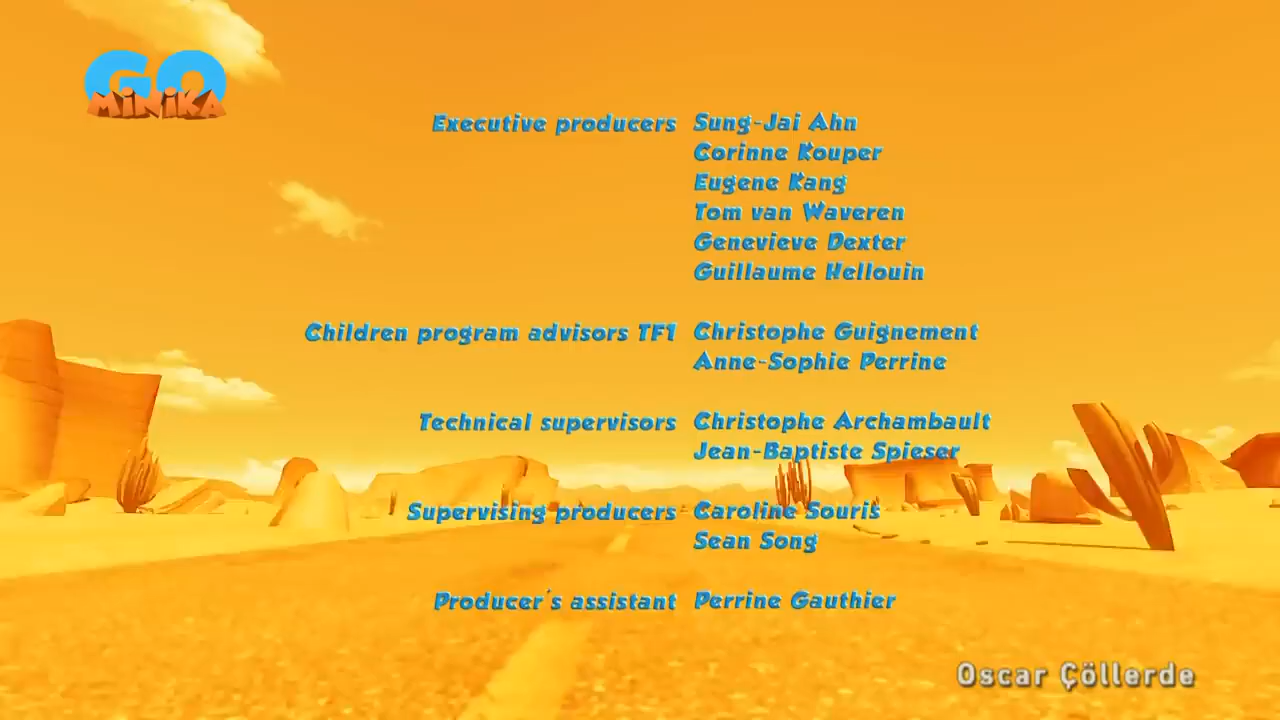 GO
MiNiKA
Executive producers Sung-Jai Ahn
Corinne Kouper
Eugene Kang
Tom van Waveren
Genevieve Dexter
Guillaume Hellouin
Children program advisors TF1 Christophe Guignement
Anne-Sophie Perrine
Technical supervisors Christophe Archambault
Jean-Baptiste Spieser
Supervising producers Caroline Souris
Sean Song
Producer's assistant Perrine Gauthier
Oscar Çöllerde